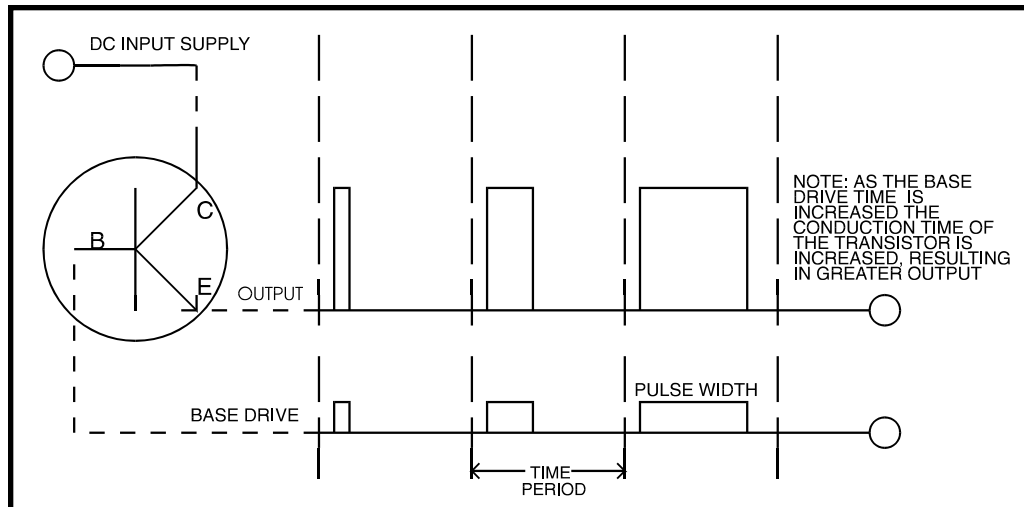 DC INPUT SUPPLY
C
B
E
OUTPUT
NOTE: AS THE BASE
DRIVE TIME IS
INCREASED THE
CONDUCTION TIME OF
THE TRANSISTOR IS
INCREASED, RESULTING
IN GREATER OUTPUT
PULSE WIDTH
BASE DRIVE
TIME
PERIOD